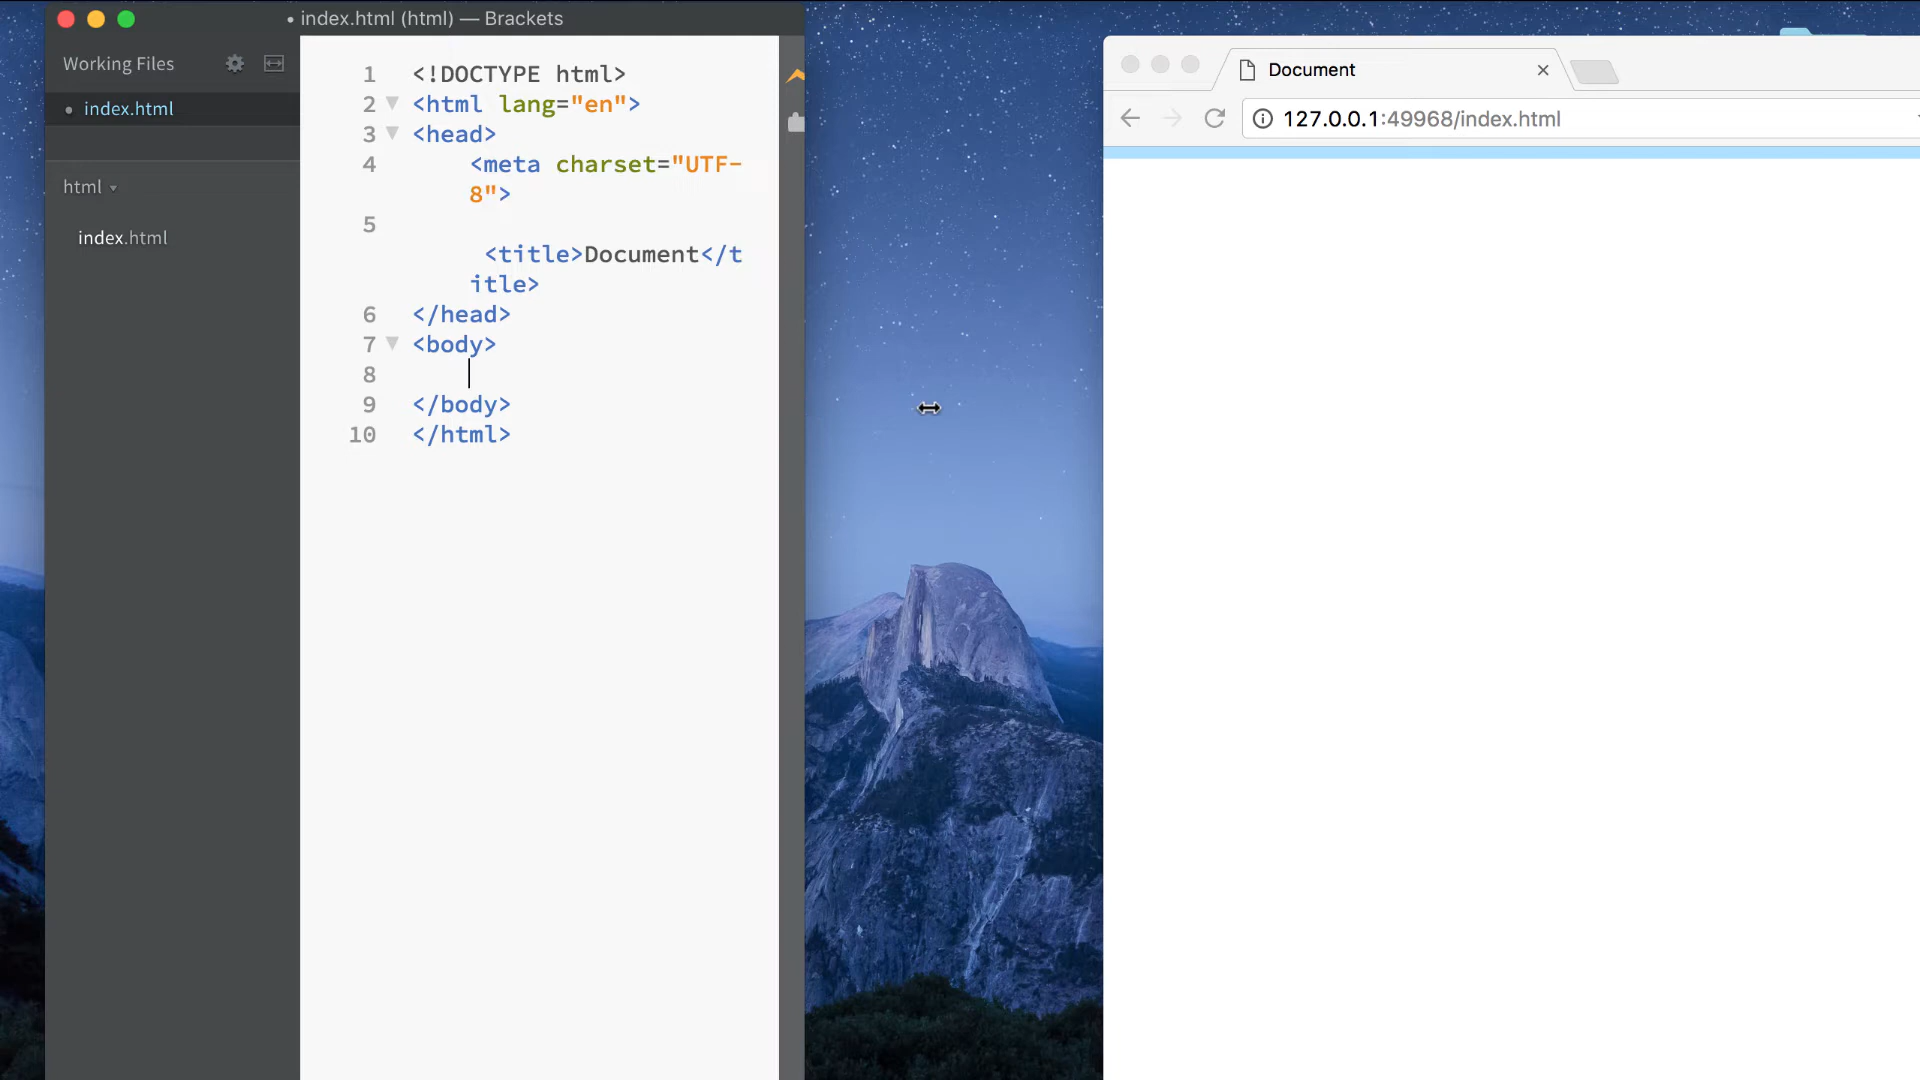 • index.html (html) — Brackets
Working Files
• index.html
html
index.html
1 <!DOCTYPE html>
2 <html lang="en">
3 <head>
4 <meta charset="UTF-
8">
5
<title>Document</t
itle>
6 </head>
7 <body>
8
9 </body>
10 </html>
Document
127.0.0.1:49968/index.html